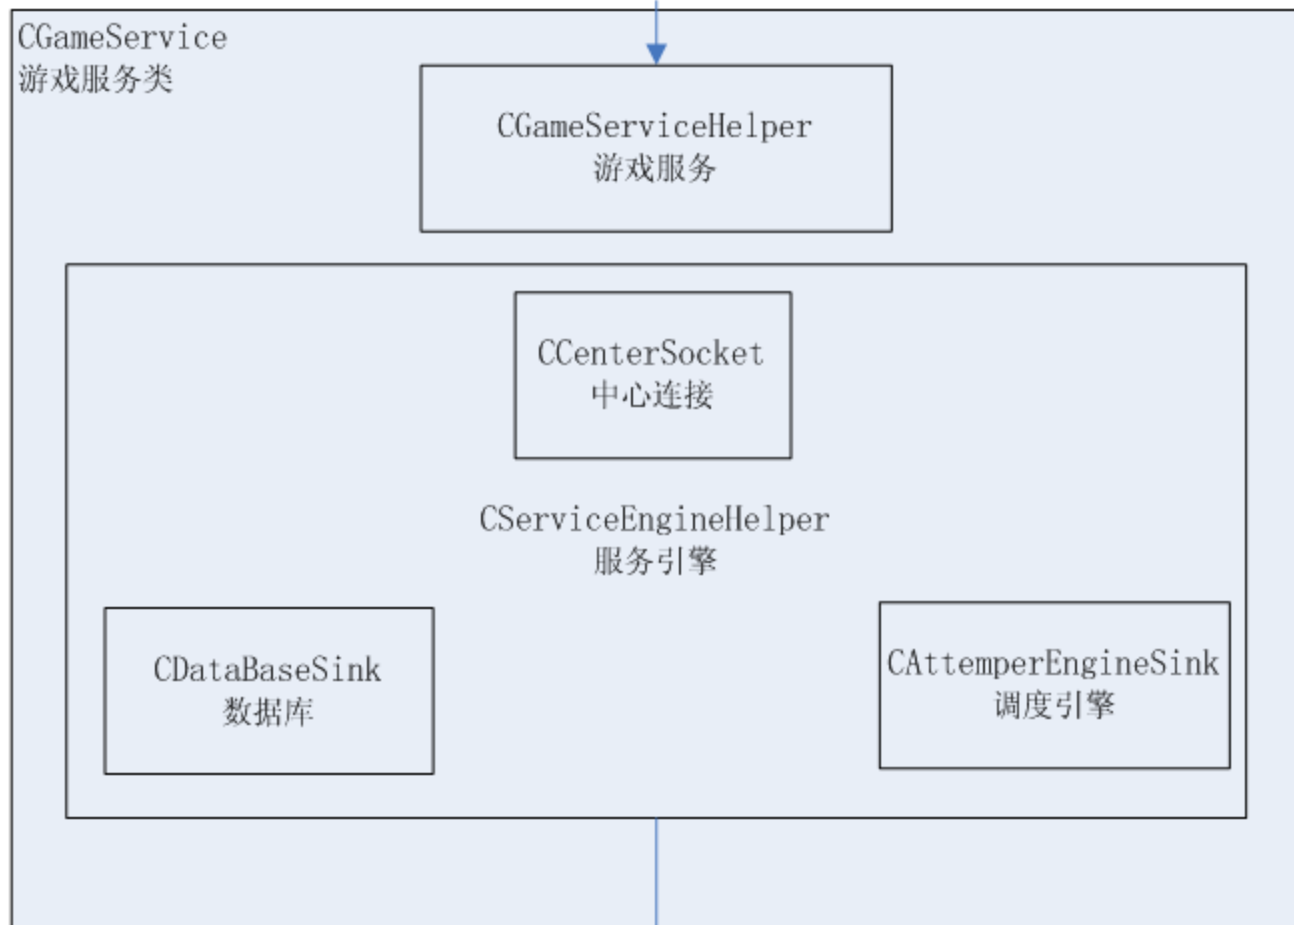 CGameService
游戏服务类
CGameServiceHelper
游戏服务
CCenterSocket
中心连接
CServiceEngineHelper
服务引擎
CDataBaseSink
数据库
CAttemperEngineSink
调度引擎